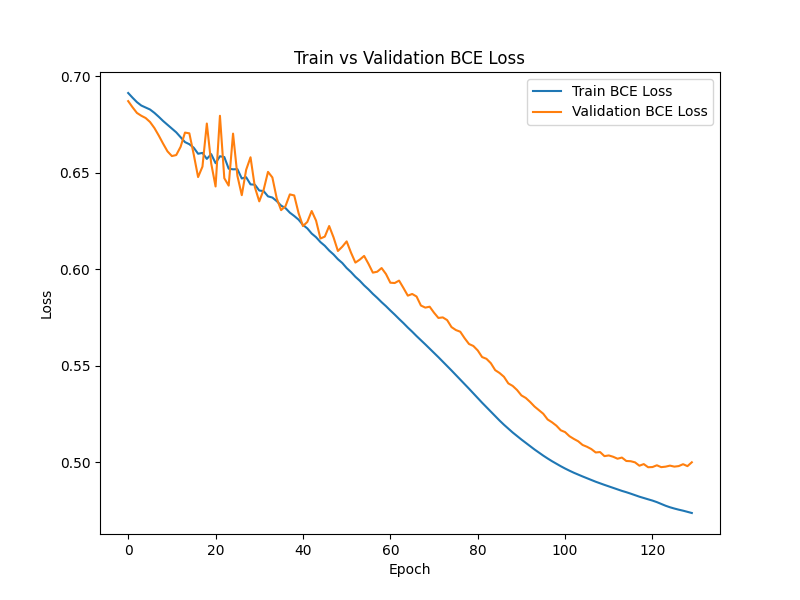 Train vs Validation BCE Loss
Train BCE Loss
Validation BCE Loss
0.70
0.65
0.60
0.55
0.50
Loss
0
20
40
60
80
100
120
Epoch